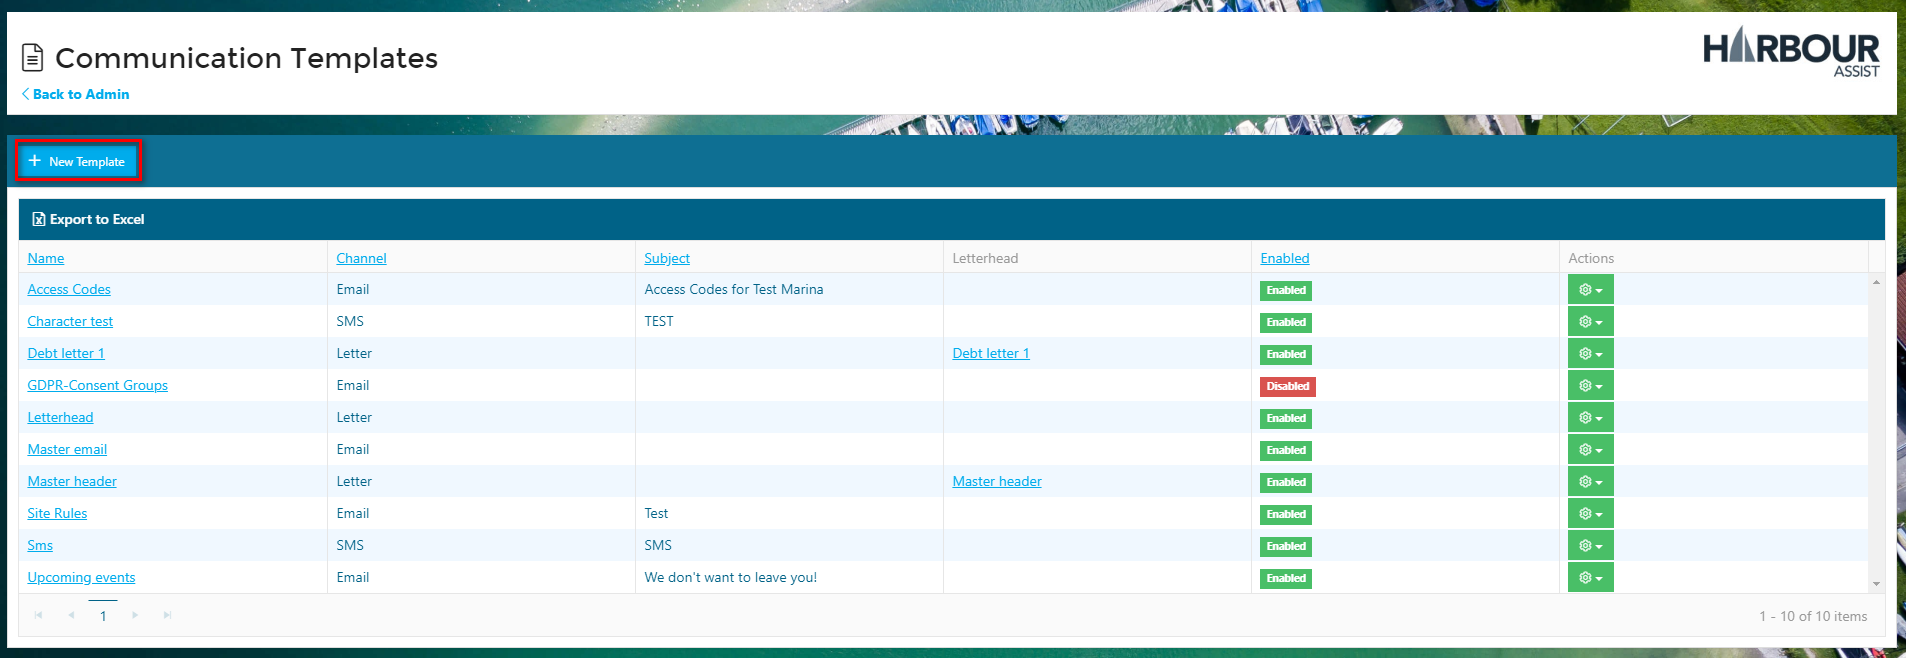 Communication Templates
HARBOUR
ASSIST
Back to Admin
New Template
Export to Excel
Name Channel Subject Letterhead Enabled Actions
Access Codes Email Access Codes for Test Marina Enabled
Character test SMS TEST Enabled
Debt letter 1 Letter Debt letter 1 Enabled
GDPR-Consent Groups Email Disabled
Letterhead Letter Enabled
Master email Email Enabled
Master header Letter Master header Enabled
Site Rules Email Test Enabled
Sms SMS SMS Enabled
Upcoming events Email We don't want to leave you! Enabled
1 1 - 10 of 10 items